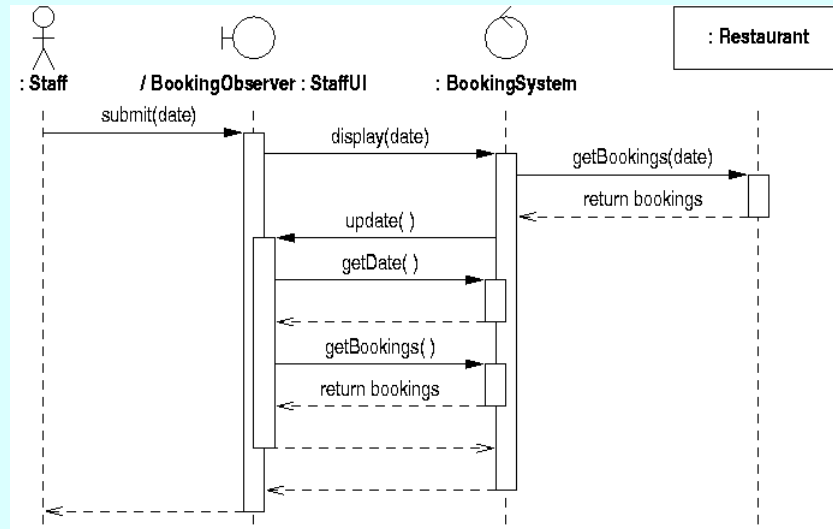 : Restaurant
: Staff
/ BookingObserver : StaffUI
: BookingSystem
submit(date)
display(date)
getBookings(date)
return bookings
update( )
getDate( )
getBookings( )
return bookings